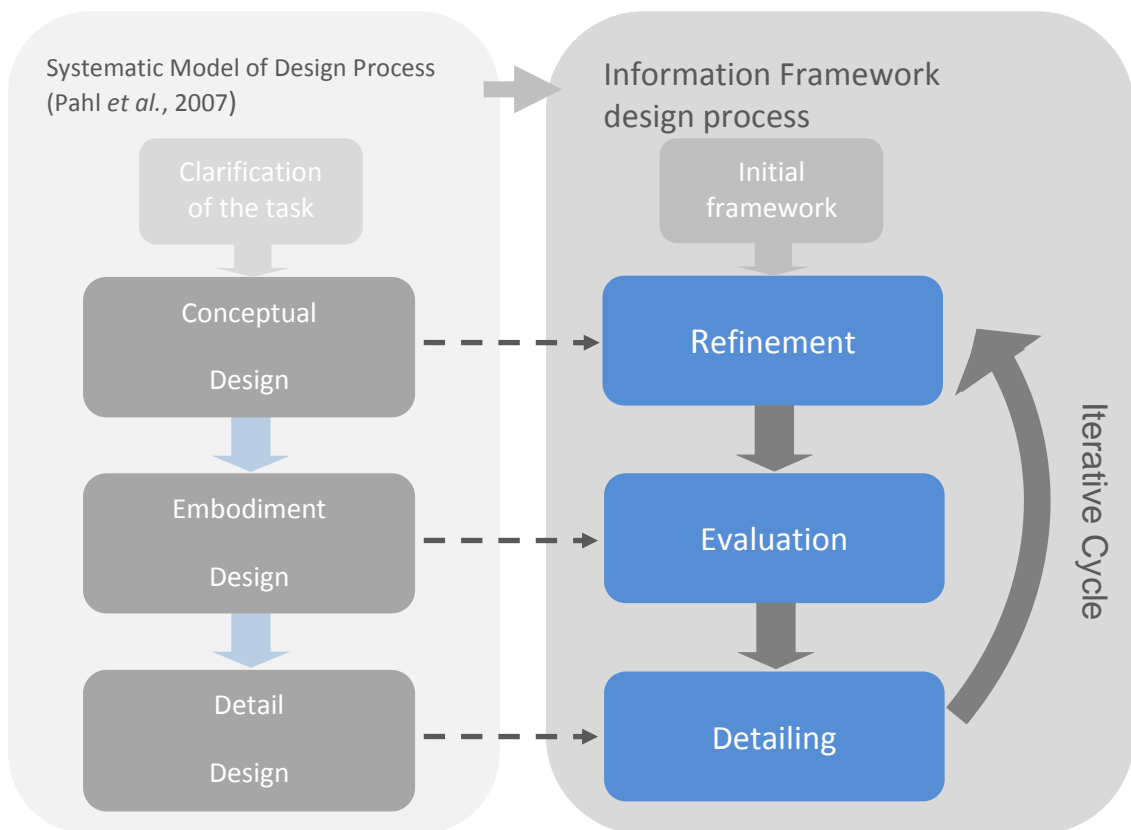 Systematic Model of Design Process
(Pahl et al., 2007)
Clarification
of the task
Conceptual
Design
Embodiment
Design
Detail
Design
Information Framework
design process
Initial
framework
Refinement
Evaluation
Detailing
Iterative Cycle